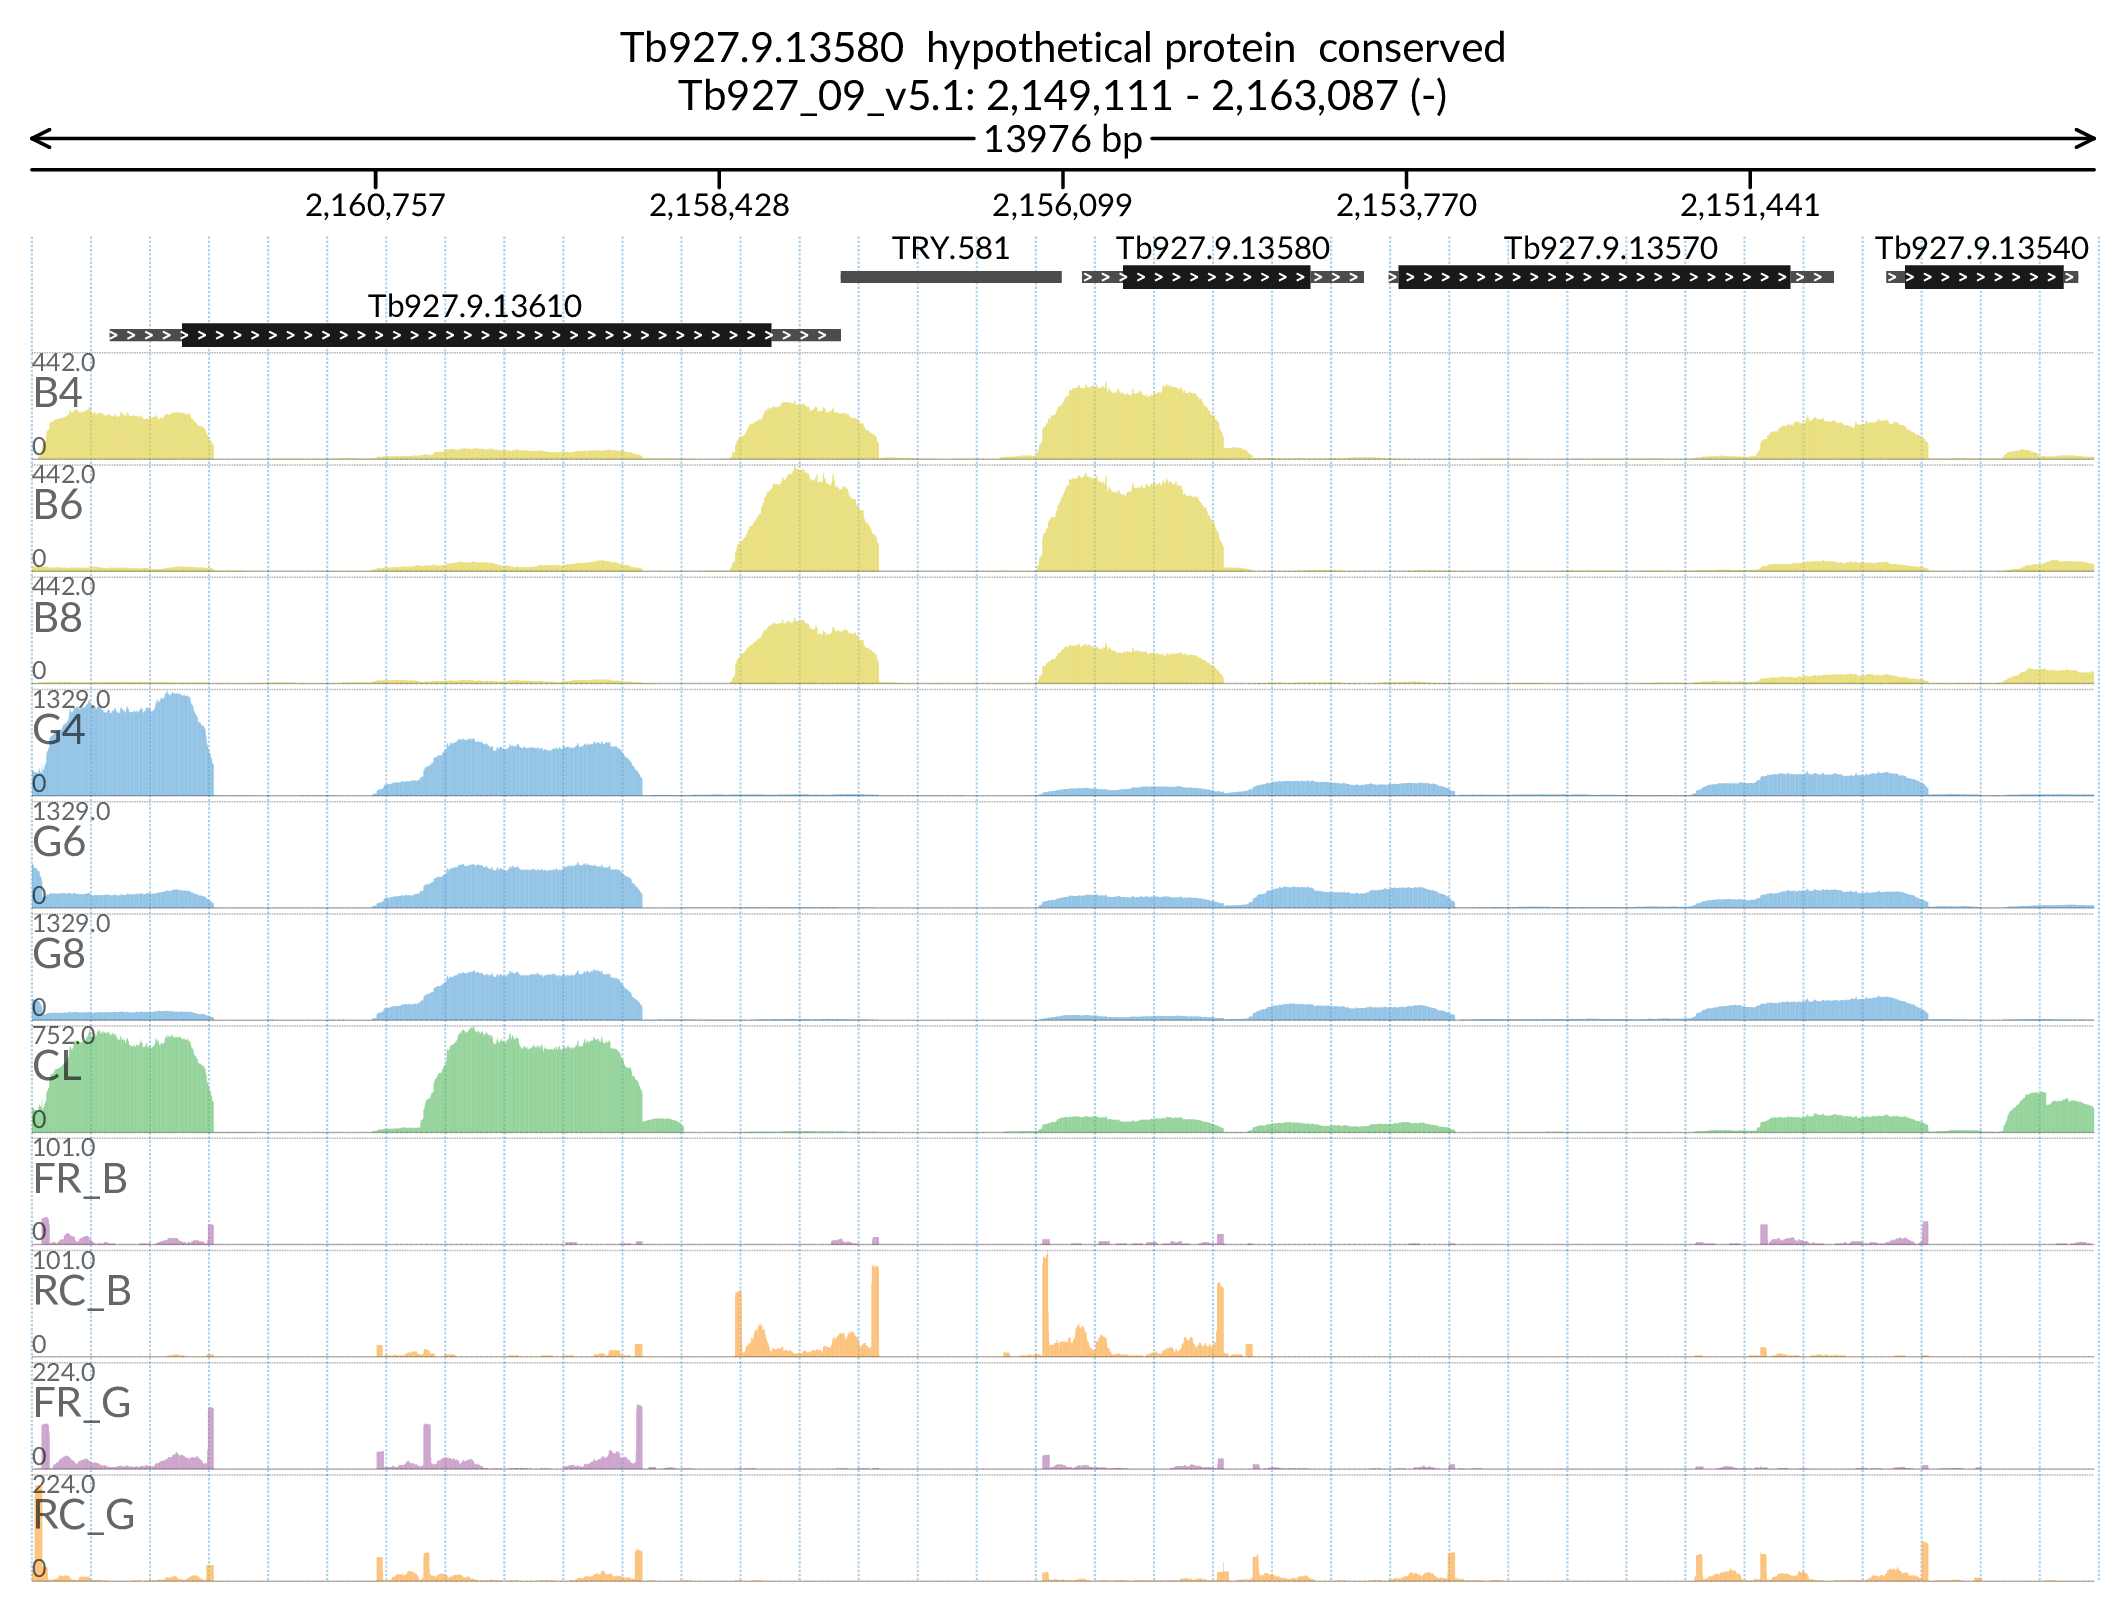 Tb927.9.13580  hypothetical protein  conserved
Tb927_09_v5.1: 2,149,111 - 2,163,087 (-)
13976 bp
2,160,757 2,158,428 2,156,099 2,153,770 2,151,441
TRY.581 Tb927.9.13580 Tb927.9.13570 Tb927.9.13540
Tb927.9.13610
442.0
B4
0
442.0
B6
0
442.0
B8
0
1329.0
G4
0
1329.0
G6
0
1329.0
G8
0
752.0
CL
0
101.0
FR_B
0
101.0
RC_B
0
224.0
FR_G
0
224.0
RC_G
0